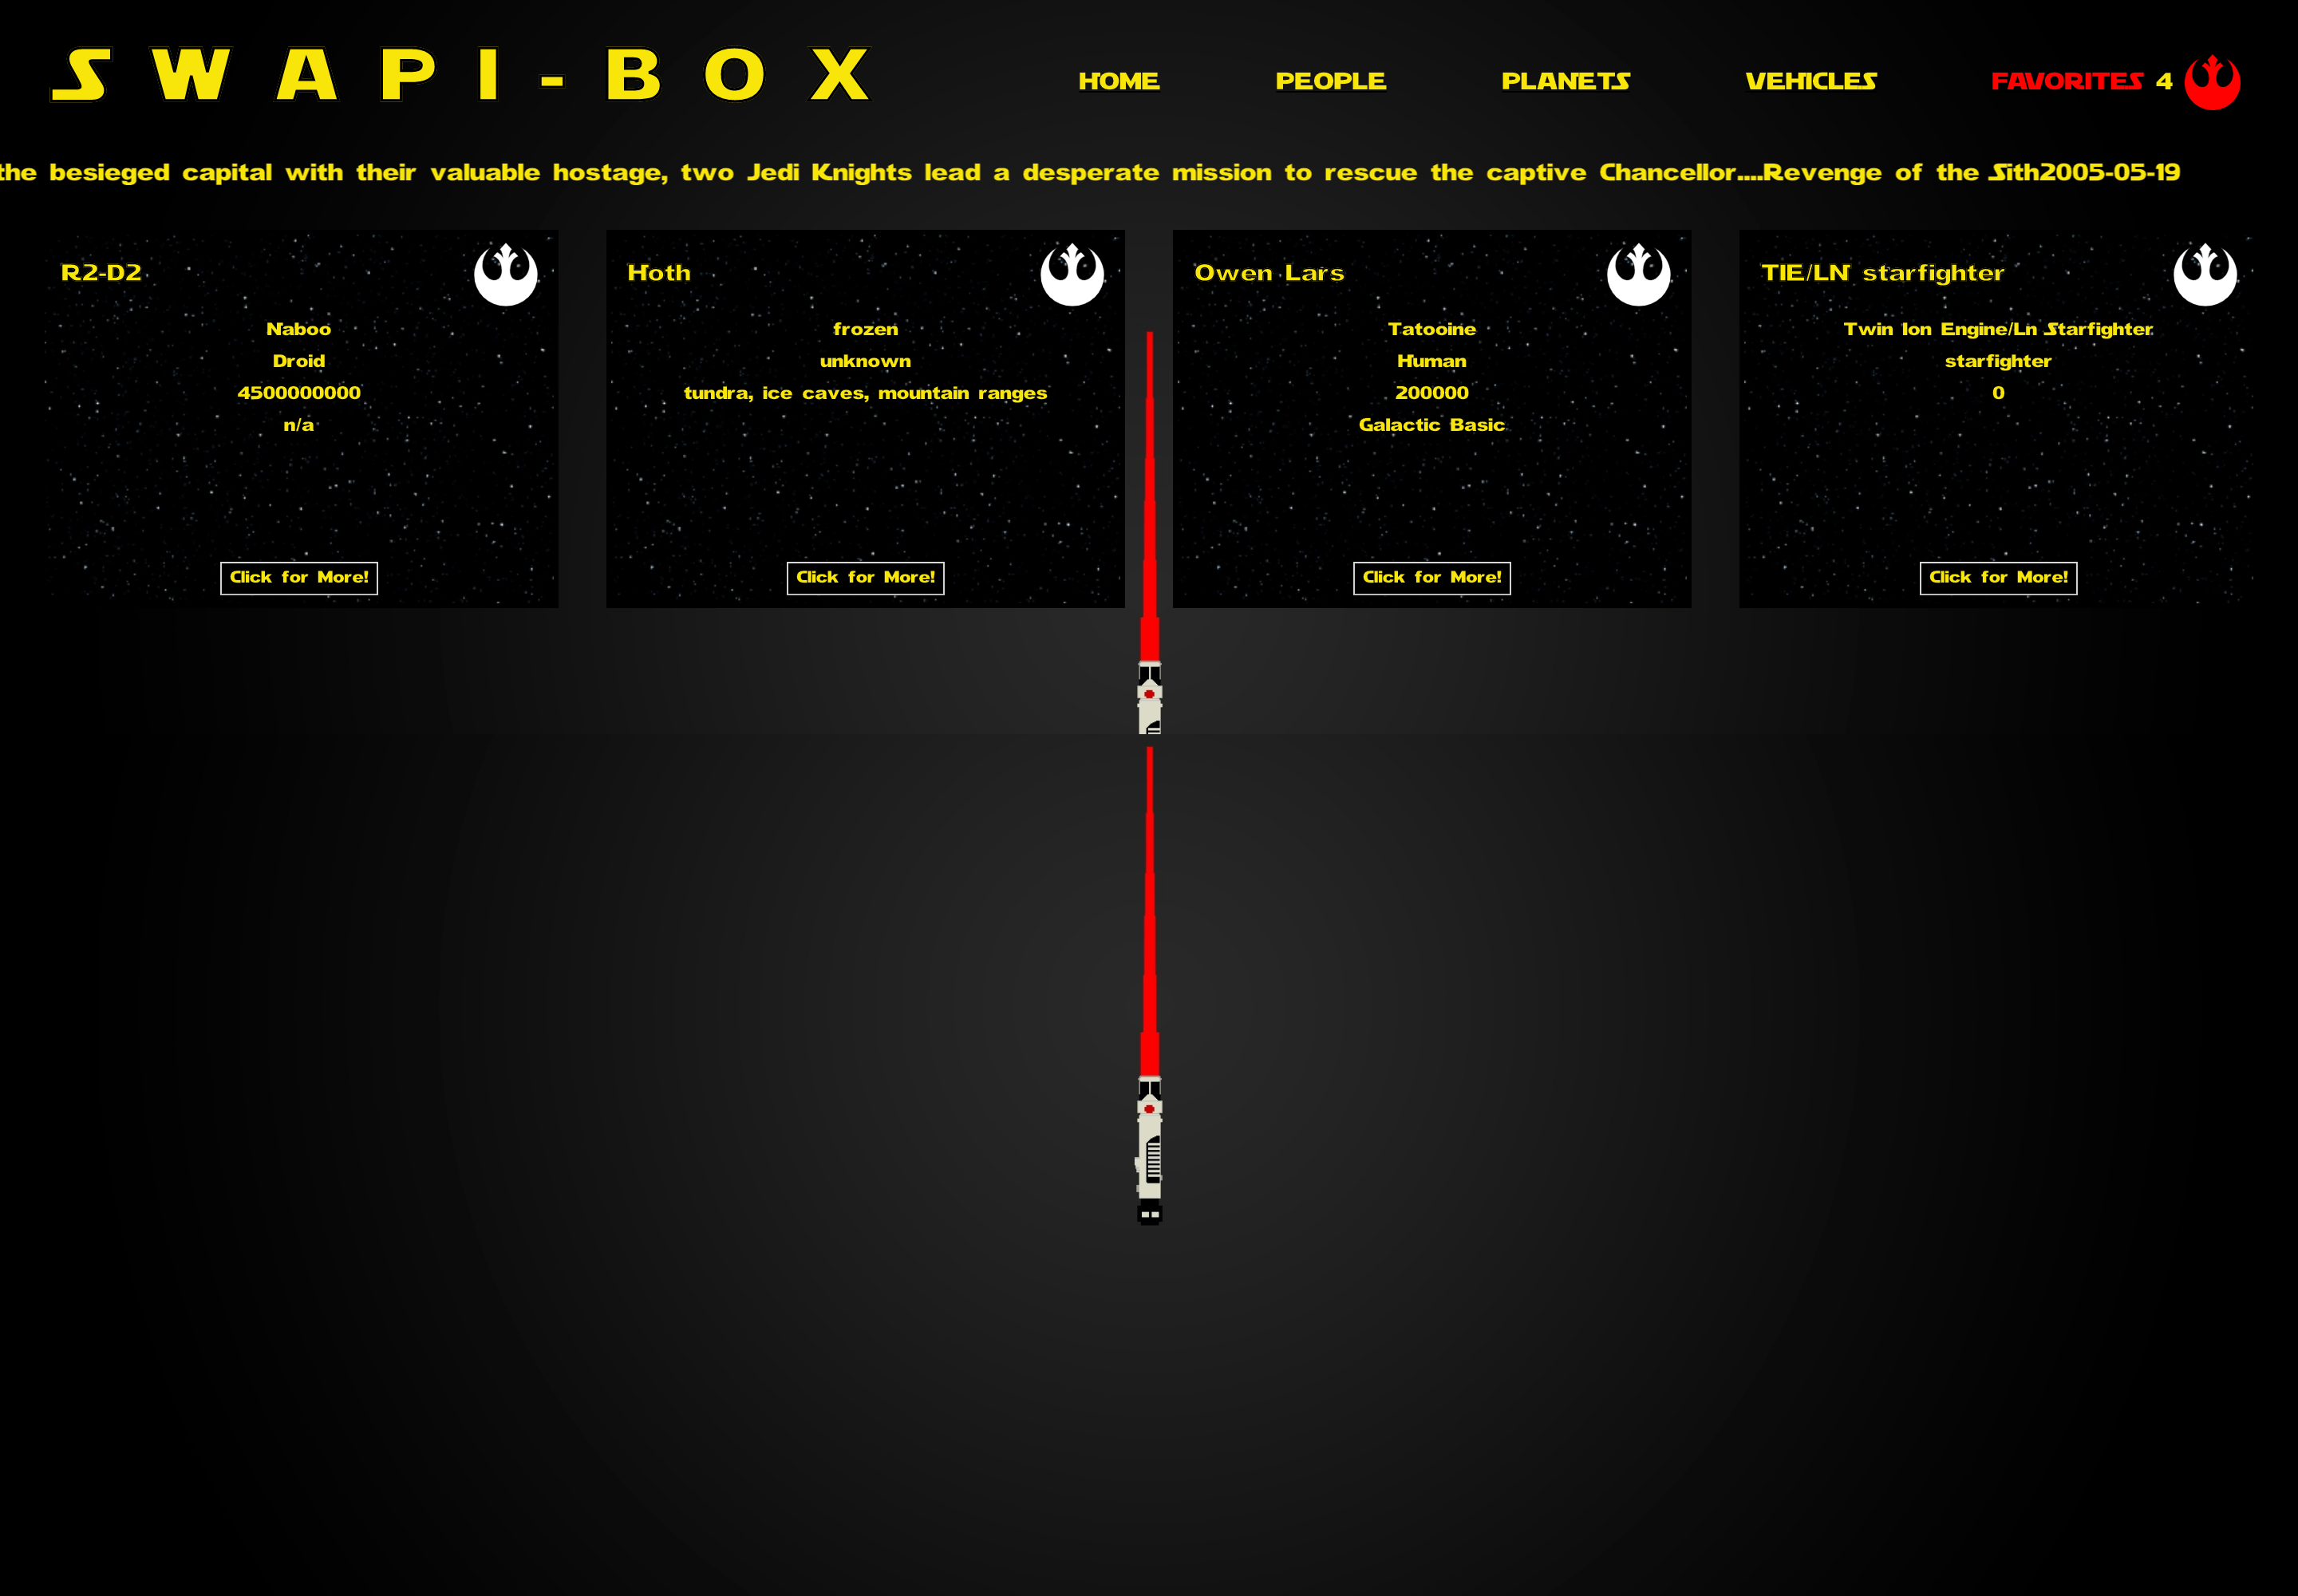 SWAPI-BOX
HOME PEOPLE PLANETS VEHICLES FAVORITES 4
the besieged capital with their valuable hostage, two Jedi Knights lead a desperate mission to rescue the captive Chancellor....Revenge of the Sith2005-05-19
R2-D2
Naboo
Droid
4500000000
n/a
Click for More!
Hoth
frozen
unknown
tundra, ice caves, mountain ranges
Click for More!
Owen Lars
Tatooine
Human
200000
Galactic Basic
Click for More!
TIE/LN starfighter
Twin Ion Engine/Ln Starfighter
starfighter
0
Click for More!